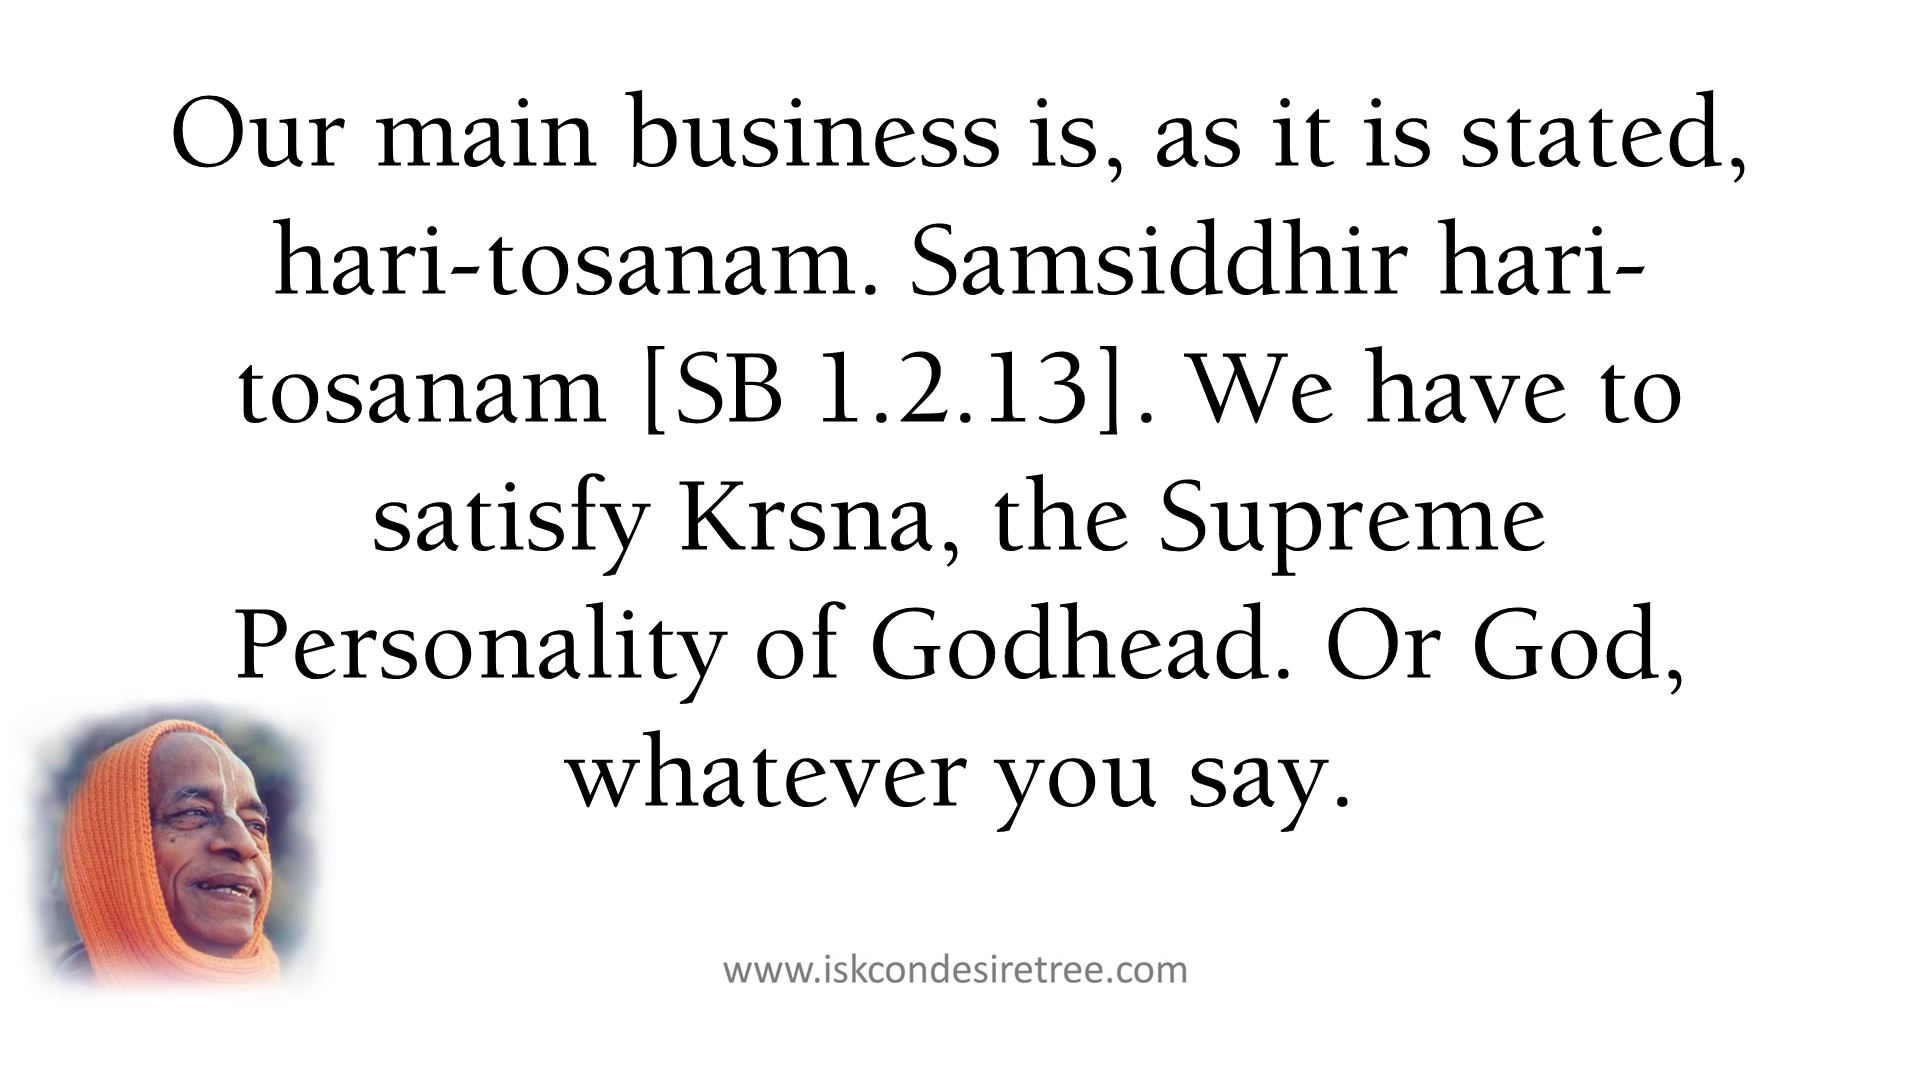 Our main business is, as it is stated,
hari-tosanam. Samsiddhir hari-
tosanam [SB 1.2.13]. We have to
satisfy Krsna, the Supreme
Personality of Godhead. Or God,
whatever you say.
www.iskcondesiretree.com